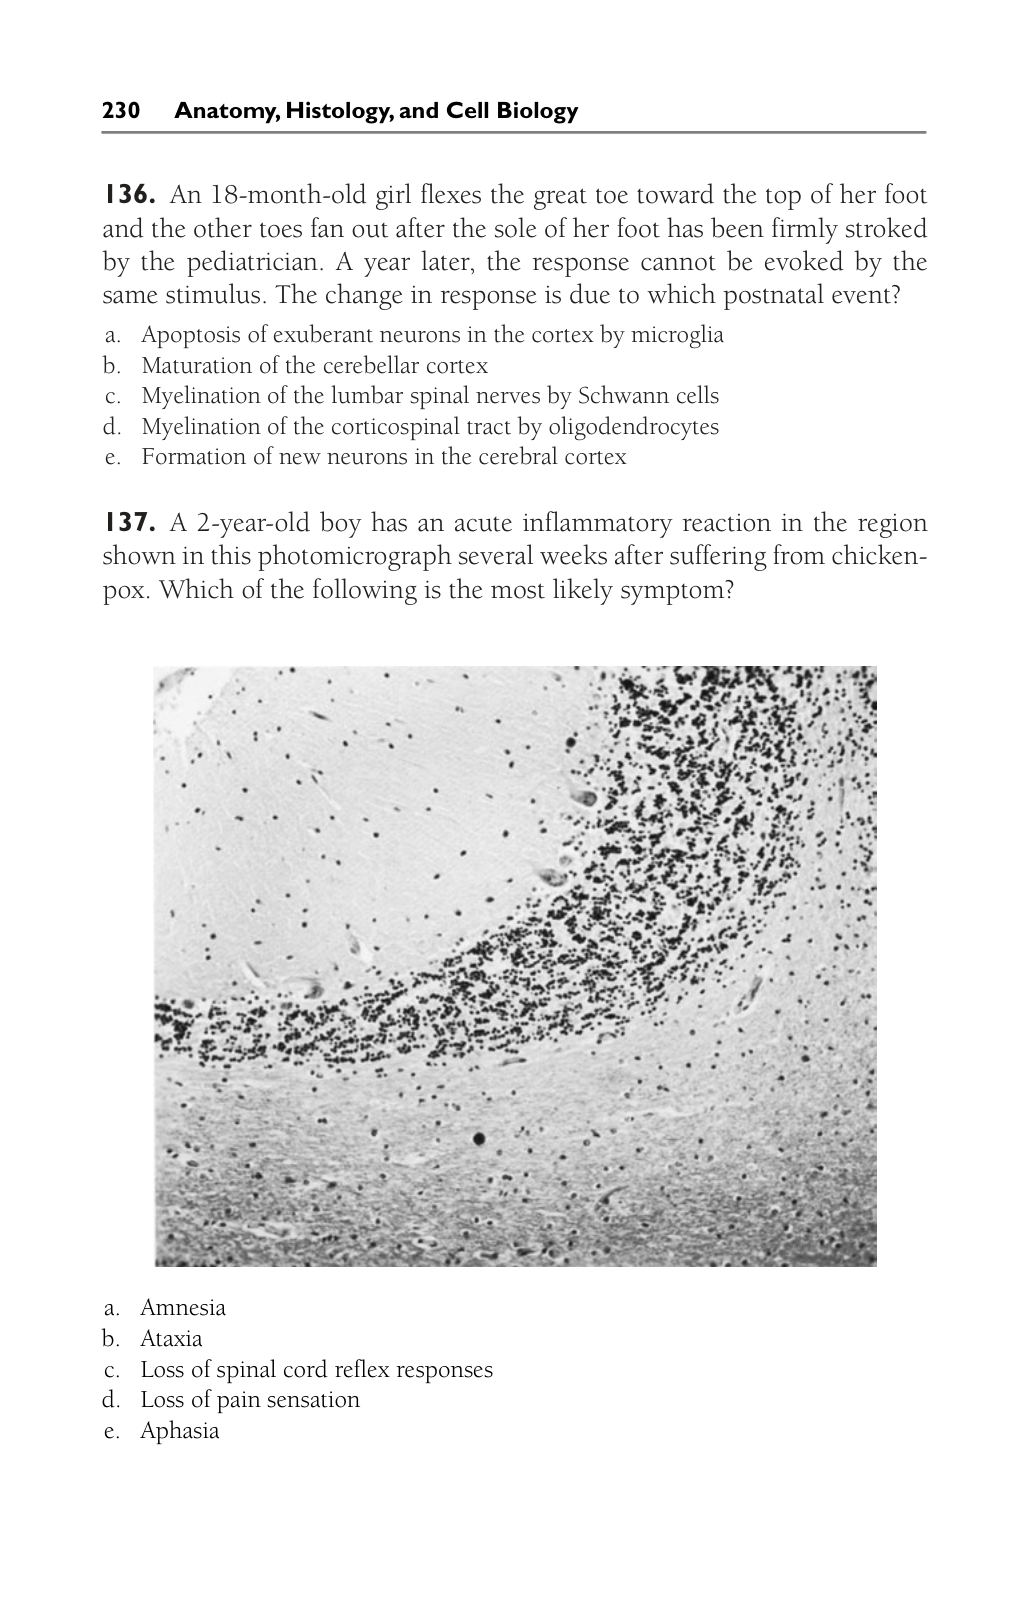 230 Anatomy, Histology, and Cell Biology
136. An 18-month-old girl flexes the great toe toward the top of her foot
and the other toes fan out after the sole of her foot has been firmly stroked
by the pediatrician. A year later, the response cannot be evoked by the
same stimulus. The change in response is due to which postnatal event?
a. Apoptosis of exuberant neurons in the cortex by microglia
b. Maturation of the cerebellar cortex
c. Myelination of the lumbar spinal nerves by Schwann cells
d. Myelination of the corticospinal tract by oligodendrocytes
e. Formation of new neurons in the cerebral cortex
137. A 2-year-old boy has an acute inflammatory reaction in the region
shown in this photomicrograph several weeks after suffering from chicken-
pox. Which of the following is the most likely symptom?
a. Amnesia
b. Ataxia
c. Loss of spinal cord reflex responses
d. Loss of pain sensation
e. Aphasia